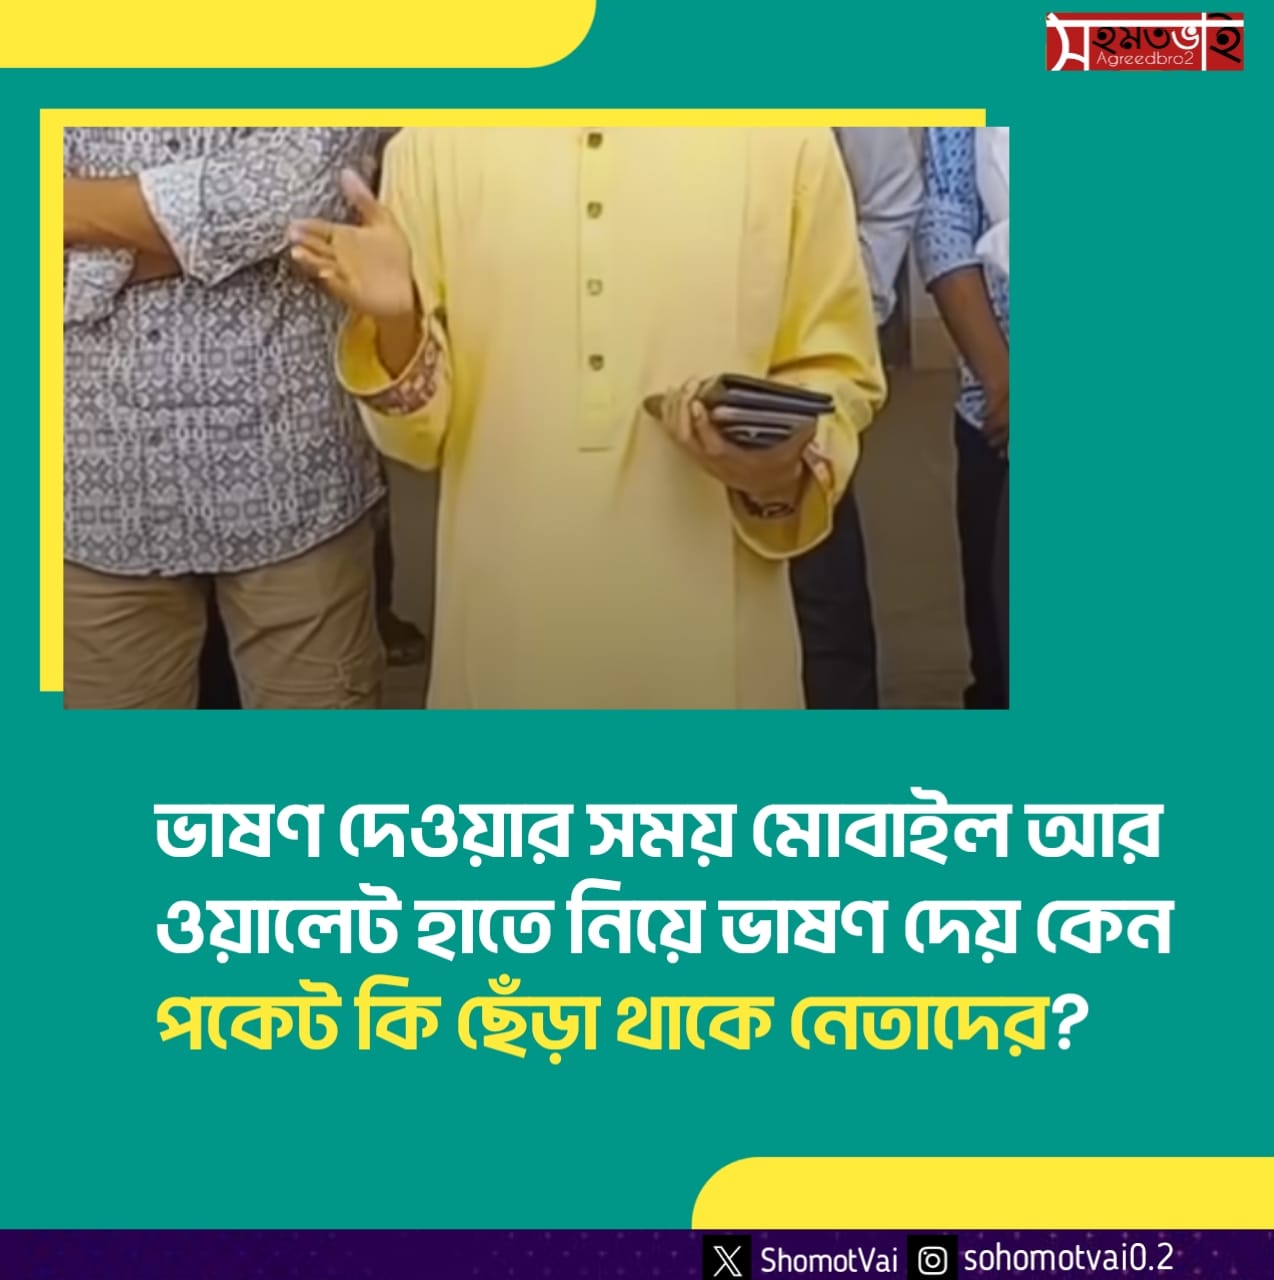 সহমতভাই
Agreedbro2
ভাষণ দেওয়ার সময় মোবাইল আর
ওয়ালেট হাতে নিয়ে ভাষণ দেয় কেন
পকেট কি ছেঁড়া থাকে নেতাদের?
ShomotVai sohomotvai0.2